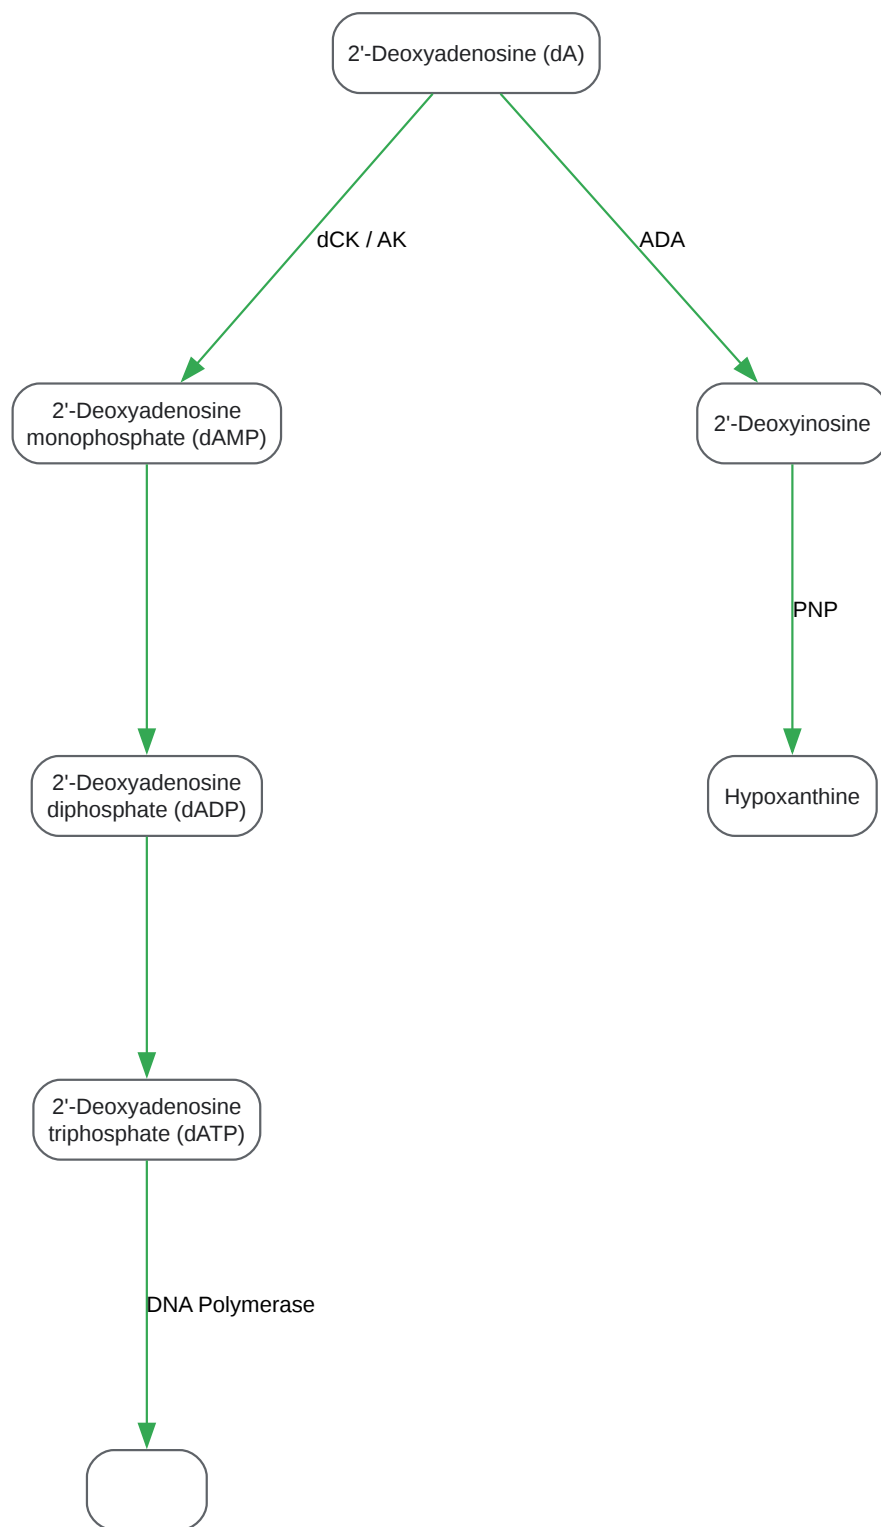 2'-Deoxyadenosine (dA)
dCK / AK
ADA
2'-Deoxyadenosine
monophosphate (dAMP)
2'-Deoxyinosine
PNP
2'-Deoxyadenosine
diphosphate (dADP)
Hypoxanthine
2'-Deoxyadenosine
triphosphate (dATP)
DNA Polymerase